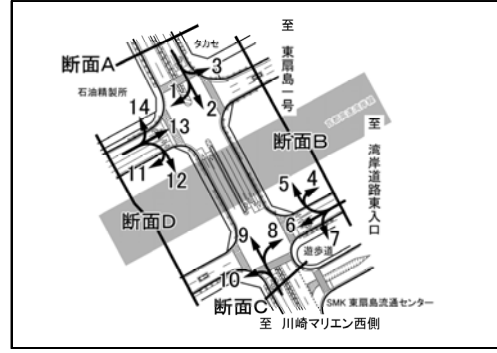 断面A
タカセ
至 東扇島一号
石油精製所
3
1
2
14
13
11
12
断面B
至 湾岸道路東入口
断面D
5
4
6
7
9
8
遊歩道
10
断面C
SMK 東扇島流通センター
至 川崎マリエン西側